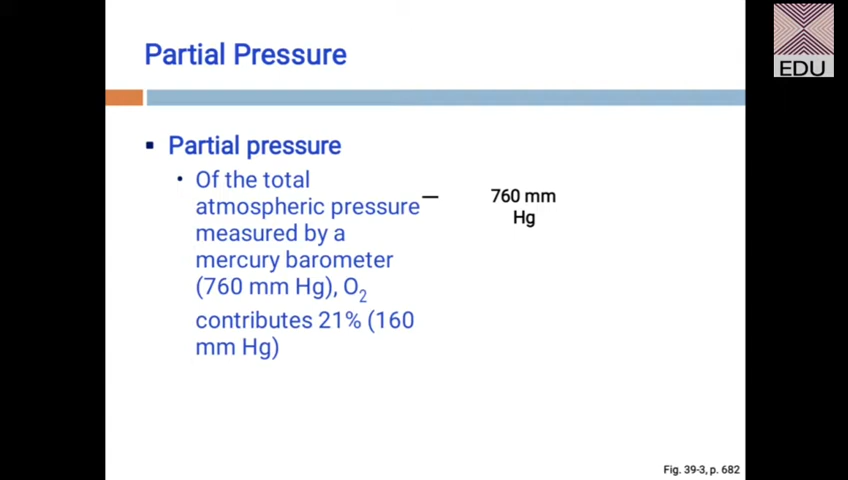 Partial Pressure
EDU
▪ Partial pressure
• Of the total
atmospheric pressure
measured by a
mercury barometer
(760 mm Hg), O₂
contributes 21% (160
mm Hg)
760 mm
Hg
Fig. 39-3, p. 682